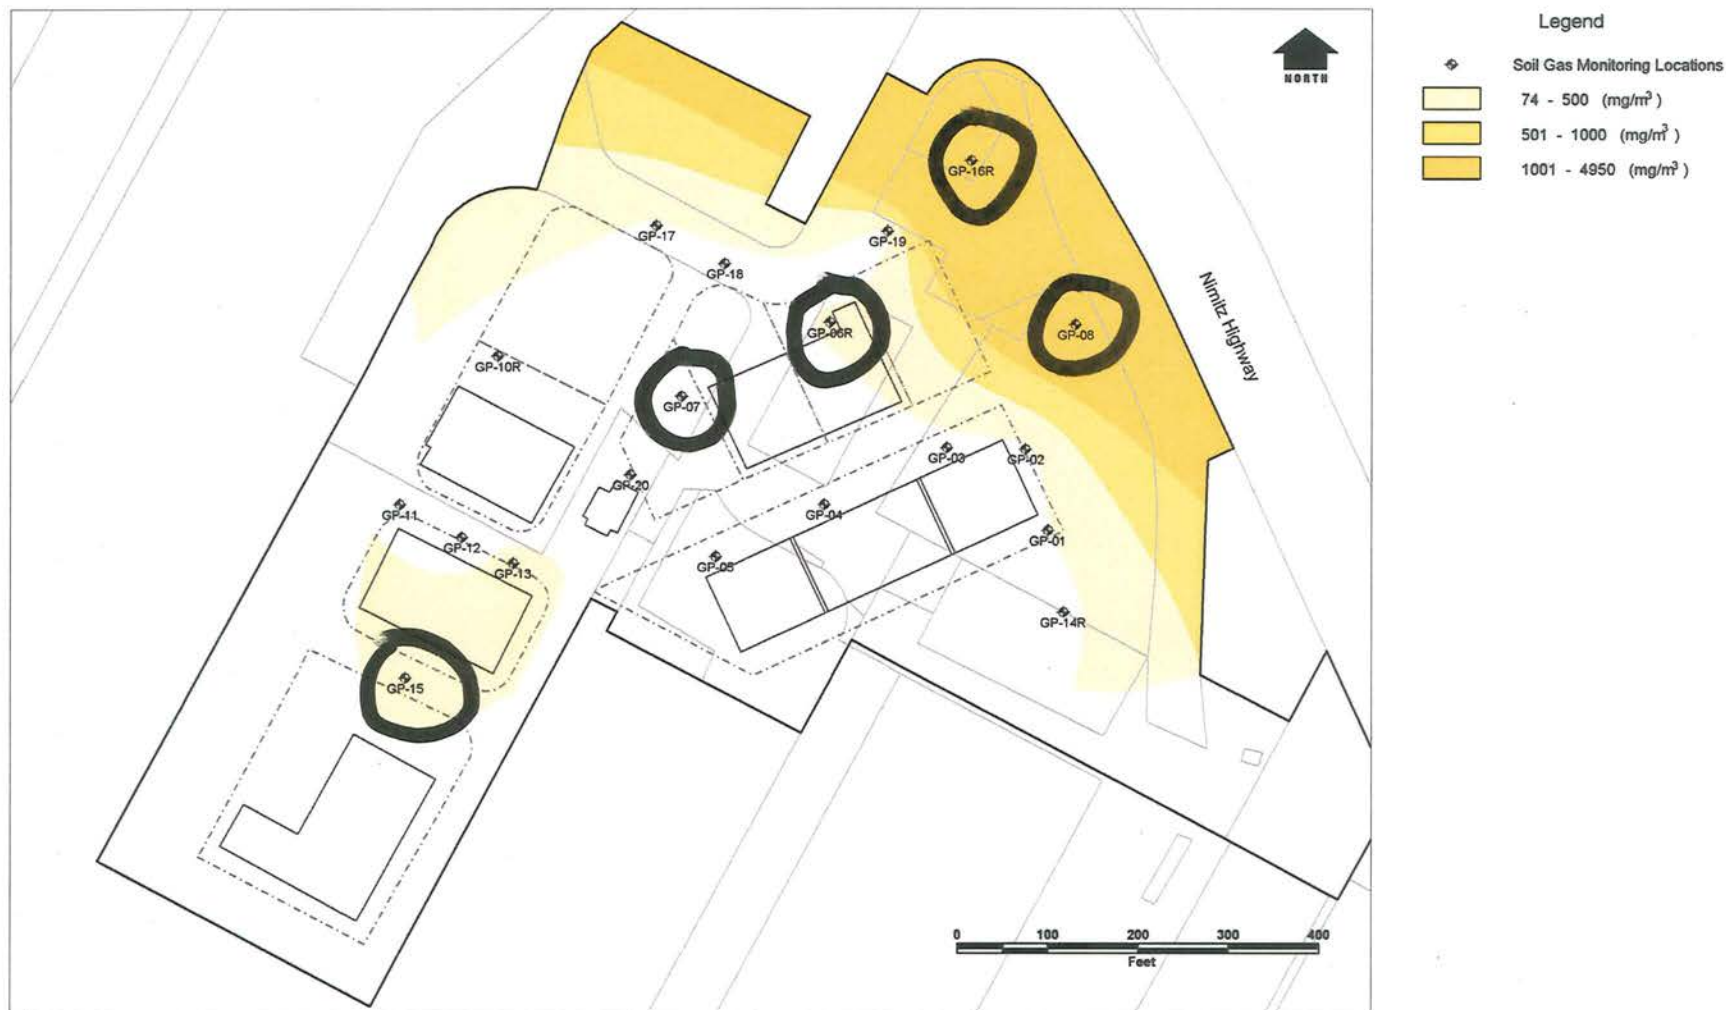 Legend
Soil Gas Monitoring Locations
74 - 500 (mg/m³)
501 - 1000 (mg/m³)
1001 - 4950 (mg/m³)
NORTH
GP-16R
GP-17
GP-19
GP-18
Nimitz Highway
GP-06R
GP-08
GP-10R
GP-07
GP-03
GP-02
GP-20
GP-11
GP-04
GP-12
GP-01
GP-13
GP-05
GP-14R
GP-15
0 100 200 300 400
Feet